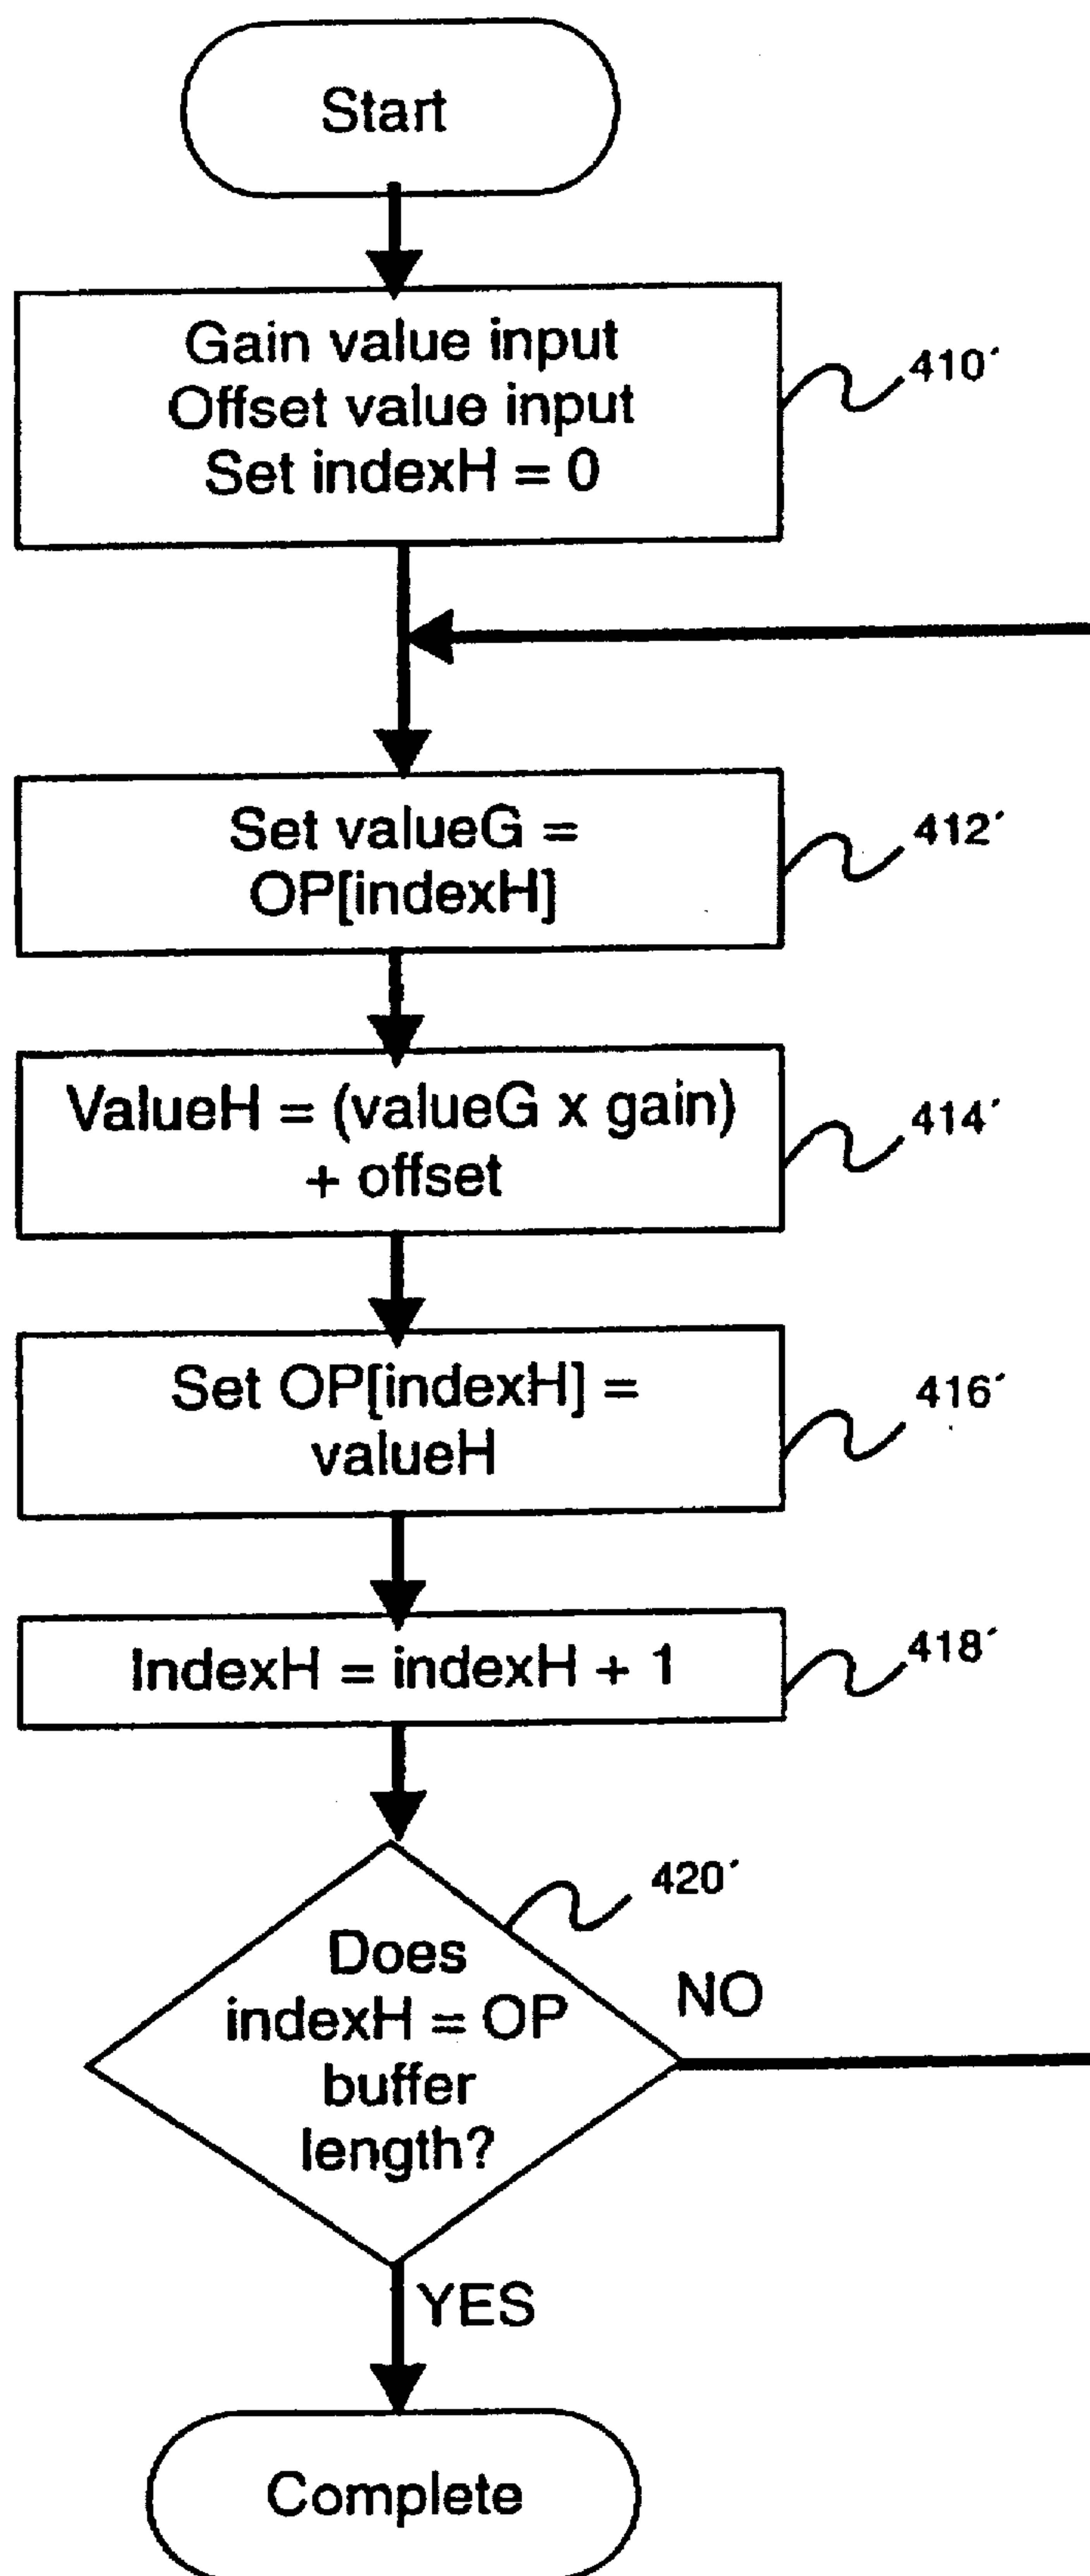 Start
Gain value input
Offset value input
Set indexH = 0
410´
Set valueG =
OP[indexH]
412´
ValueH = (valueG x gain)
+ offset
414´
Set OP[indexH] =
valueH
416´
IndexH = indexH + 1
418´
420´
Does
indexH = OP
buffer
length?
NO
YES
Complete